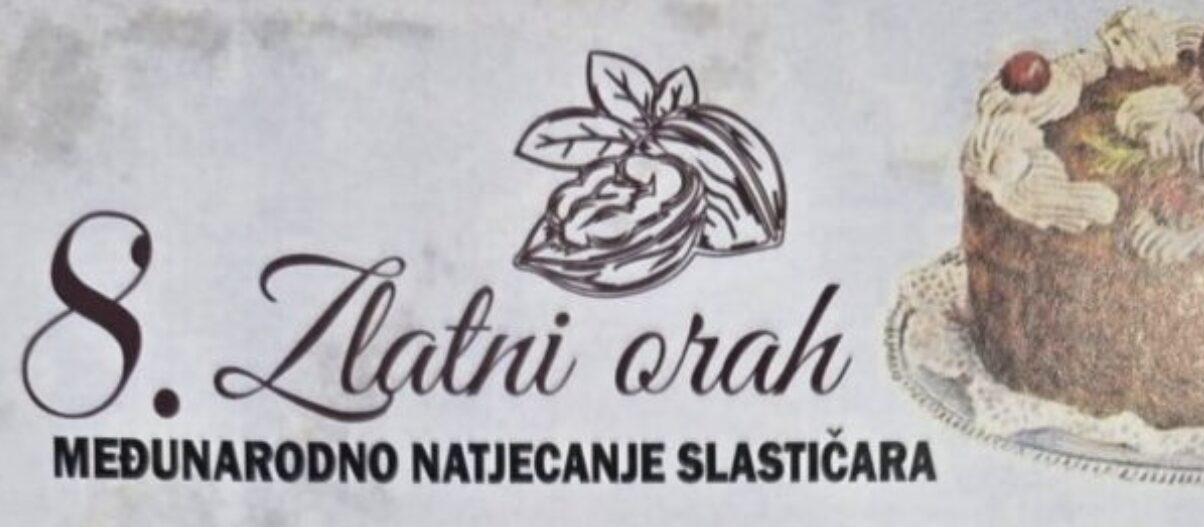 8. Zlatni orah
MEĐUNARODNO NATJECANJE SLASTIČARA